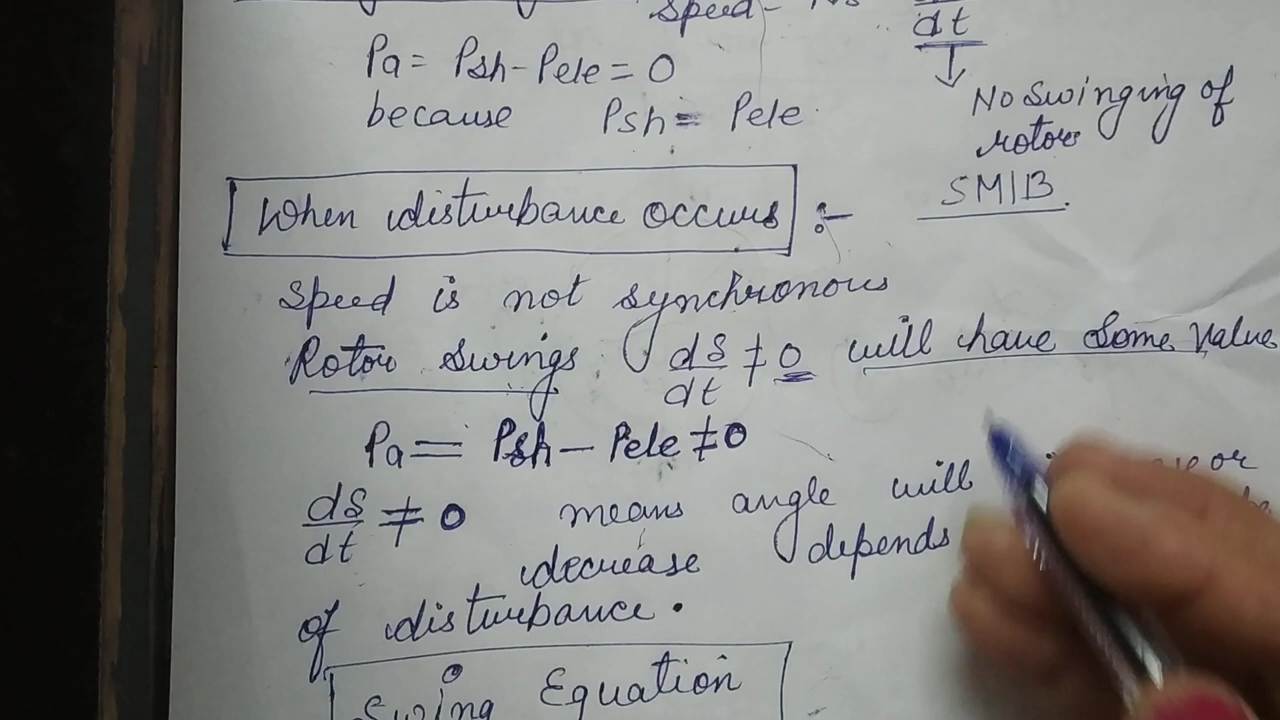 speed-
dt
Pa = Psh - Pele = 0
because Psh = Pele.
No swinging of
rotor
SMIB.
When disturbance occurs :-
speed is not synchronous
Rotor swings dδ/dt ≠ 0 will have some value
Pa = Psh - Pele ≠ 0
dδ/dt ≠ 0 means angle will or
decrease depends
of disturbance.
Swing Equation